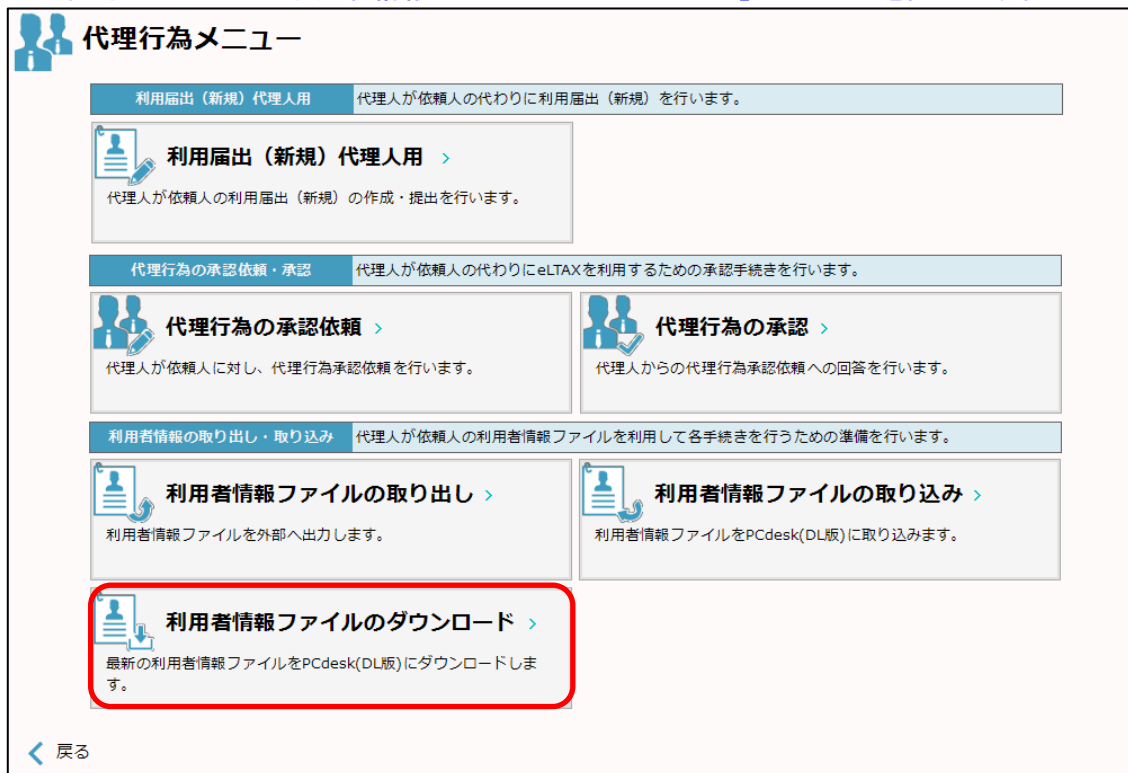 代理行為メニュー
利用届出（新規）代理人用 代理人が依頼人の代わりに利用届出（新規）を行います。
利用届出（新規）代理人用
代理人が依頼人の利用届出（新規）の作成・提出を行います。
代理行為の承認依頼・承認 代理人が依頼人の代わりにeLTAXを利用するための承認手続きを行います。
代理行為の承認依頼
代理人が依頼人に対し、代理行為承認依頼を行います。
代理行為の承認
代理人からの代理行為承認依頼への回答を行います。
利用者情報の取り出し・取り込み 代理人が依頼人の利用者情報ファイルを利用して各手続きを行うための準備を行います。
利用者情報ファイルの取り出し
利用者情報ファイルを外部へ出力します。
利用者情報ファイルの取り込み
利用者情報ファイルをPCdesk(DL版)に取り込みます。
利用者情報ファイルのダウンロード
最新の利用者情報ファイルをPCdesk(DL版)にダウンロードしま
す。
戻る